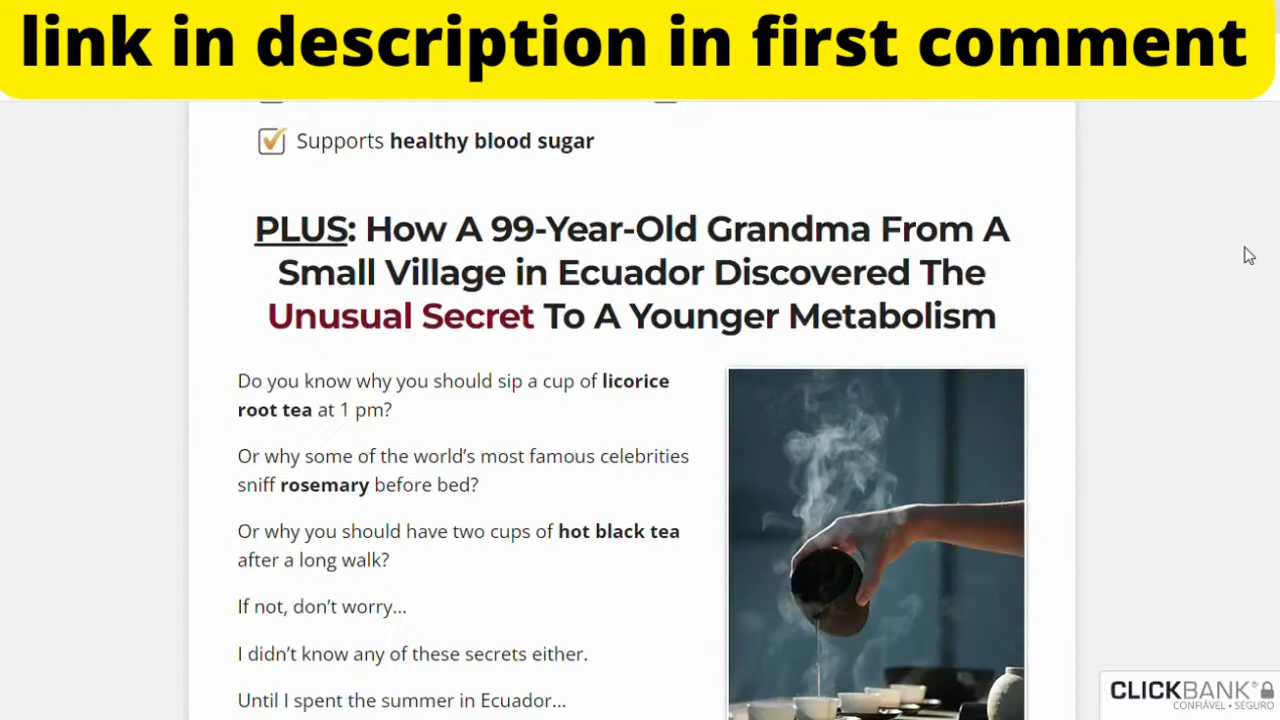 link in description in first comment
Supports healthy blood sugar
PLUS: How A 99-Year-Old Grandma From A
Small Village in Ecuador Discovered The
Unusual Secret To A Younger Metabolism
Do you know why you should sip a cup of licorice
root tea at 1 pm?
Or why some of the world's most famous celebrities
sniff rosemary before bed?
Or why you should have two cups of hot black tea
after a long walk?
If not, don't worry...
I didn't know any of these secrets either.
Until I spent the summer in Ecuador...
CLICKBANK®
CONFIÁVEL • SEGURO